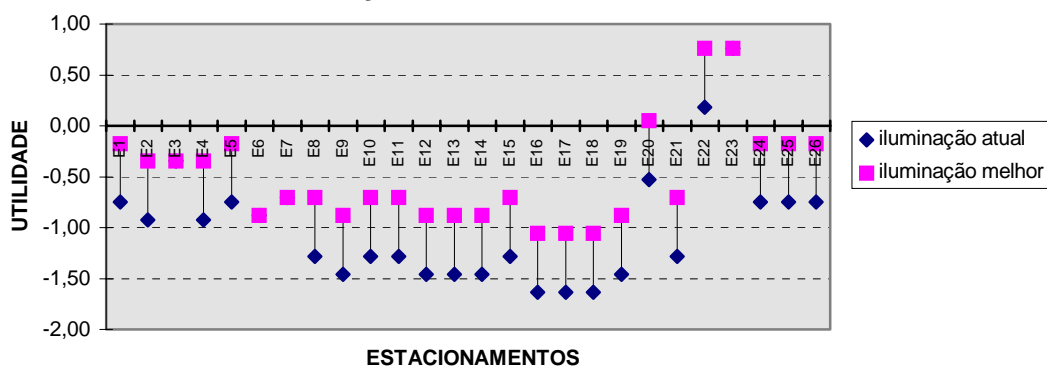 1,00
0,50
0,00
-0,50
-1,00
-1,50
-2,00
UTILIDADE
E1 E2 E3 E4 E5 E6 E7 E8 E9 E10 E11 E12 E13 E14 E15 E16 E17 E18 E19 E20 E21 E22 E23 E24 E25 E26
ESTACIONAMENTOS
iluminação atual
iluminação melhor